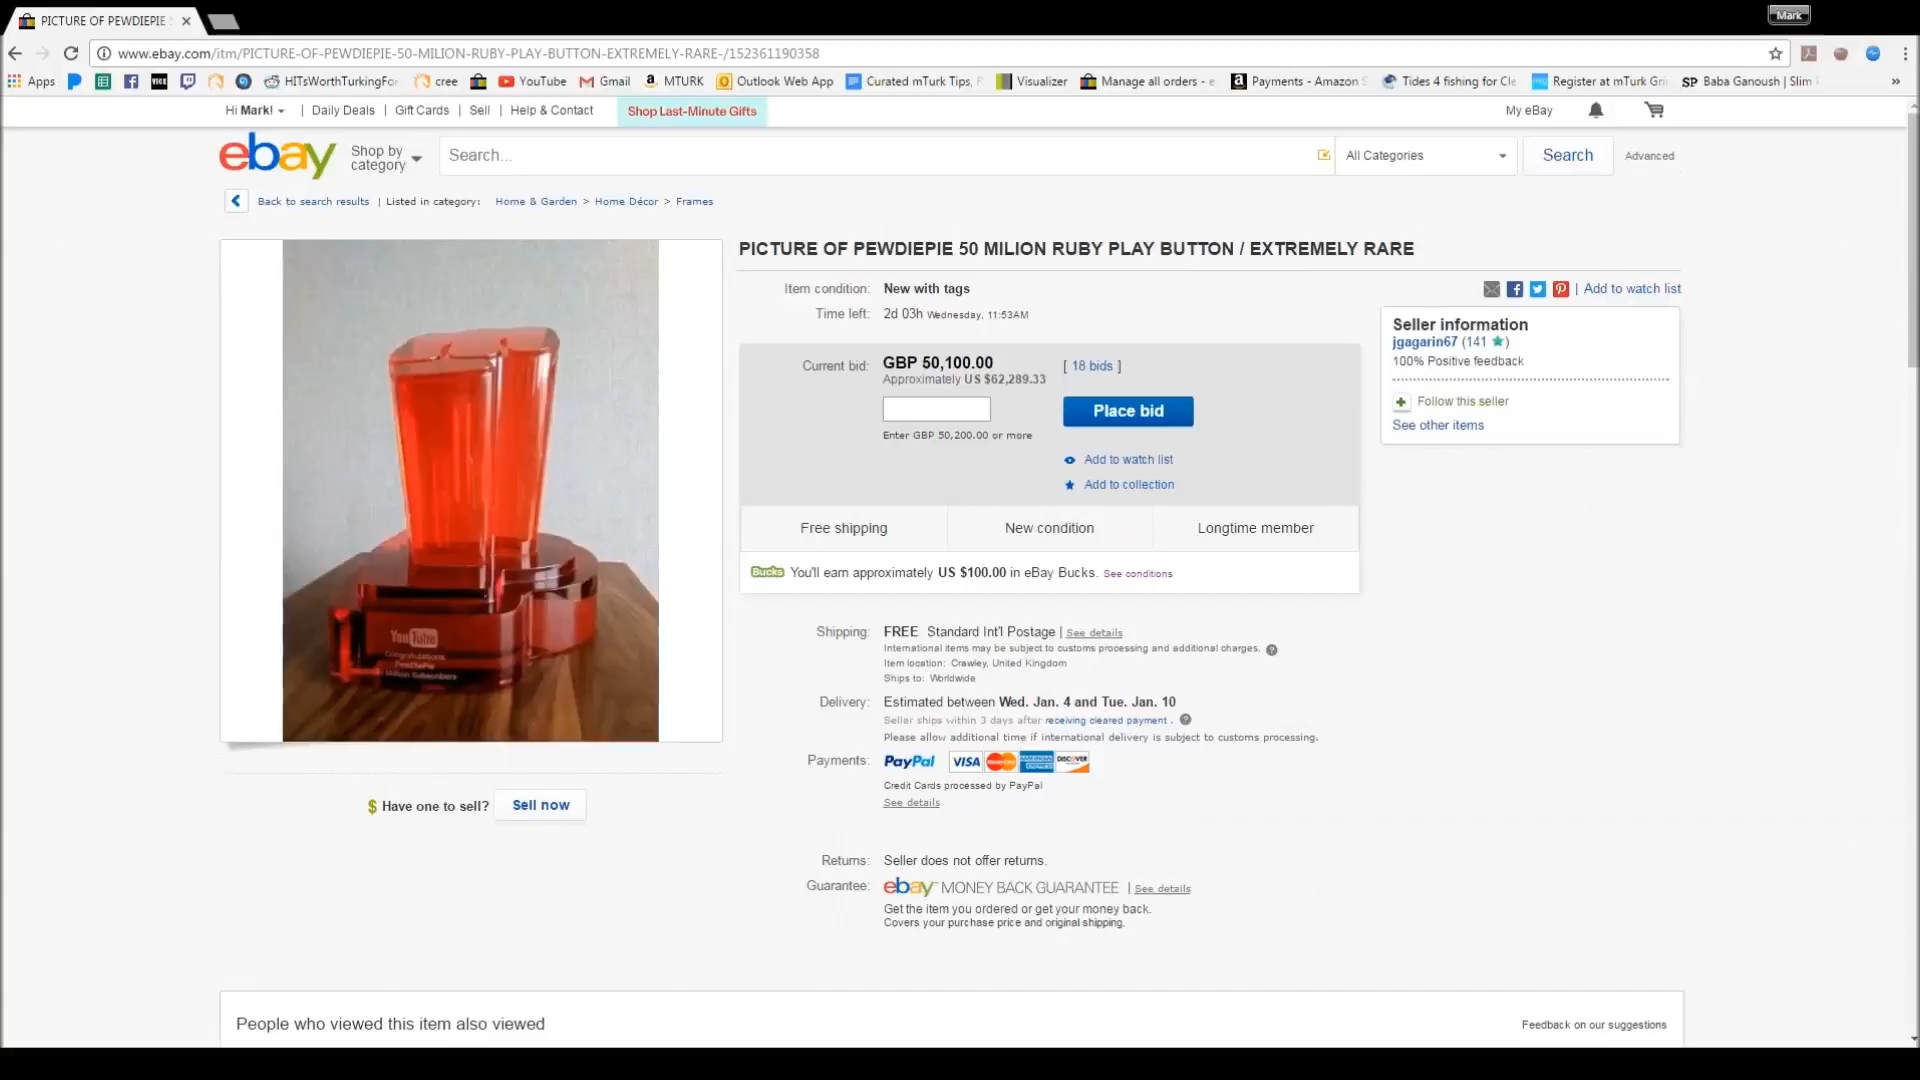 PICTURE OF PEWDIEPIE
Mark
www.ebay.com/itm/PICTURE-OF-PEWDIEPIE-50-MILION-RUBY-PLAY-BUTTON-EXTREMELY-RARE-/152361190358
Apps HITsWorthTurkingFor cree YouTube Gmail MTURK Outlook Web App Curated mTurk Tips, Visualizer Manage all orders - e Payments - Amazon Tides 4 fishing for Cle Register at mTurk Gri Baba Ganoush | Slim
Hi Mark! | Daily Deals | Gift Cards | Sell | Help & Contact Shop Last-Minute Gifts My eBay
ebay Shop by category Search... All Categories Search Advanced
Back to search results | Listed in category: Home & Garden > Home Décor > Frames
PICTURE OF PEWDIEPIE 50 MILION RUBY PLAY BUTTON / EXTREMELY RARE
Item condition: New with tags
| Add to watch list
Time left: 2d 03h Wednesday, 11:53AM
Seller information
jgagarin67 (141 ★)
100% Positive feedback
Follow this seller
See other items
Current bid: GBP 50,100.00 [ 18 bids ]
Approximately US $62,289.33
Place bid
Enter GBP 50,200.00 or more
Add to watch list
Add to collection
Free shipping New condition Longtime member
Bucks You'll earn approximately US $100.00 in eBay Bucks. See conditions
YouTube
Congratulations
PewDiePie
Million Subscribers
Shipping: FREE Standard Int'l Postage | See details
International items may be subject to customs processing and additional charges.
Item location: Crawley, United Kingdom
Ships to: Worldwide
Delivery: Estimated between Wed. Jan. 4 and Tue. Jan. 10
Seller ships within 3 days after receiving cleared payment.
Please allow additional time if international delivery is subject to customs processing.
Payments: PayPal VISA MasterCard AMERICAN EXPRESS DISCOVER
Credit Cards processed by PayPal
See details
$ Have one to sell? Sell now
Returns: Seller does not offer returns.
Guarantee: ebay MONEY BACK GUARANTEE | See details
Get the item you ordered or get your money back.
Covers your purchase price and original shipping.
People who viewed this item also viewed
Feedback on our suggestions